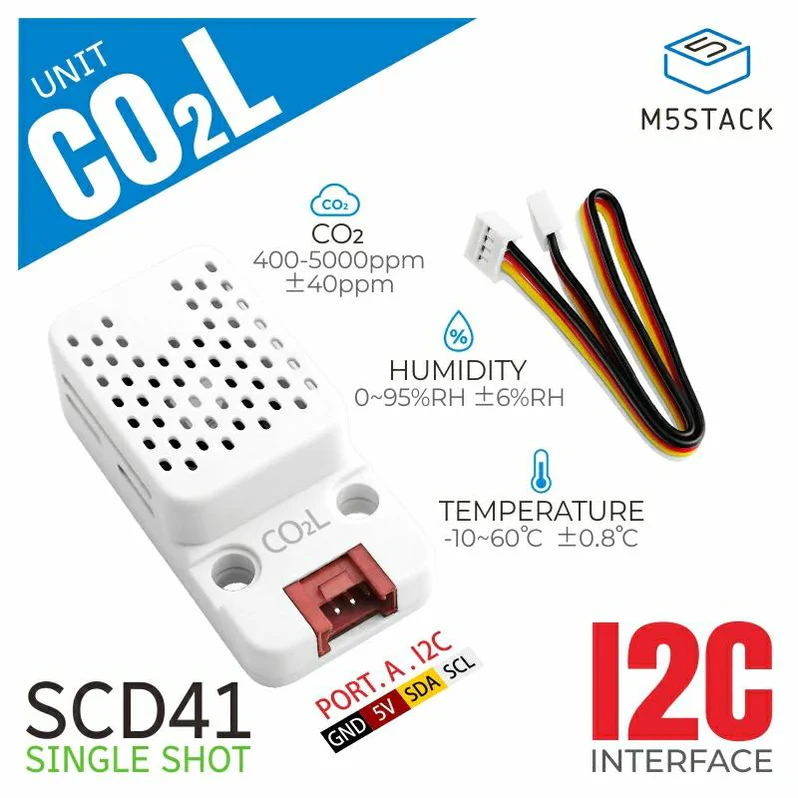 UNIT
CO2L
M5STACK
CO2
CO2
400-5000ppm
±40ppm
%
HUMIDITY
0~95%RH ±6%RH
TEMPERATURE
-10~60℃ ±0.8℃
CO2L
PORT. A . I2C
GND 5V SDA SCL
SCD41
SINGLE SHOT
I2C
INTERFACE